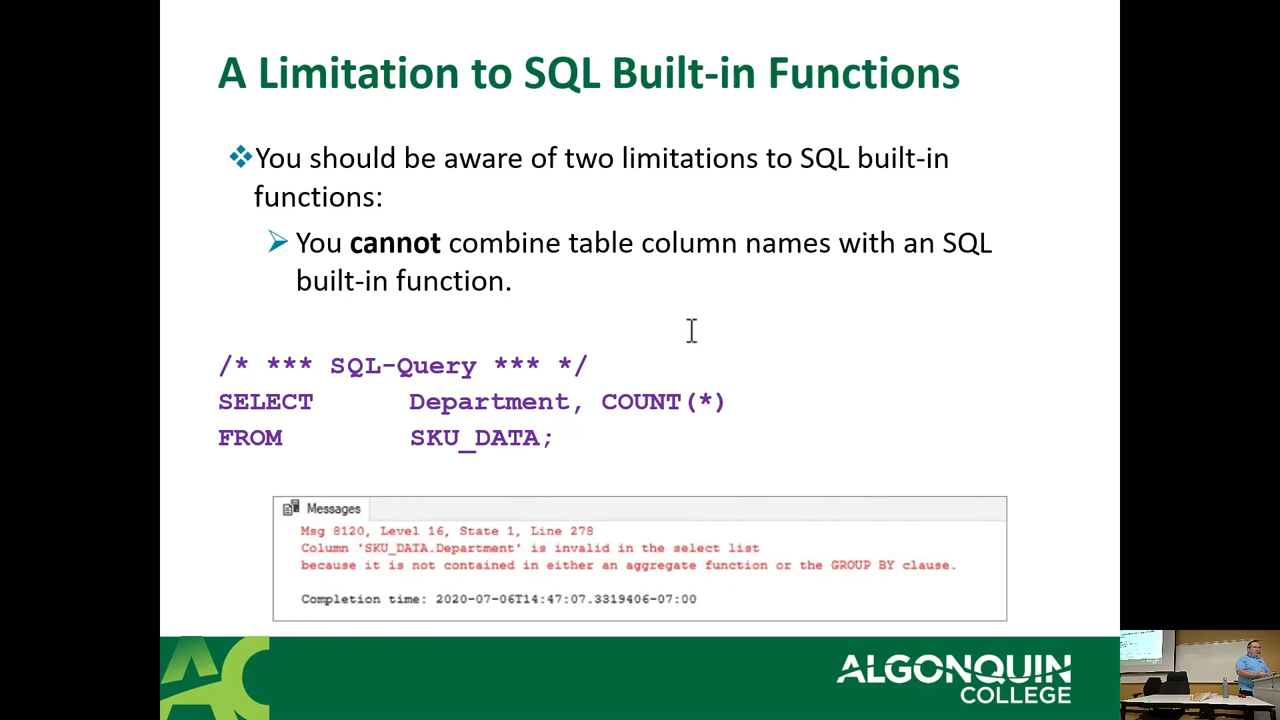 A Limitation to SQL Built-in Functions
You should be aware of two limitations to SQL built-in
functions:
You cannot combine table column names with an SQL
built-in function.
/* *** SQL-Query *** */
SELECT Department, COUNT(*)
FROM SKU_DATA;
Messages
Msg 8120, Level 16, State 1, Line 278
Column 'SKU_DATA.Department' is invalid in the select list
because it is not contained in either an aggregate function or the GROUP BY clause.
Completion time: 2020-07-06T14:47:07.3319406-07:00
AC
ALGONQUIN
COLLEGE